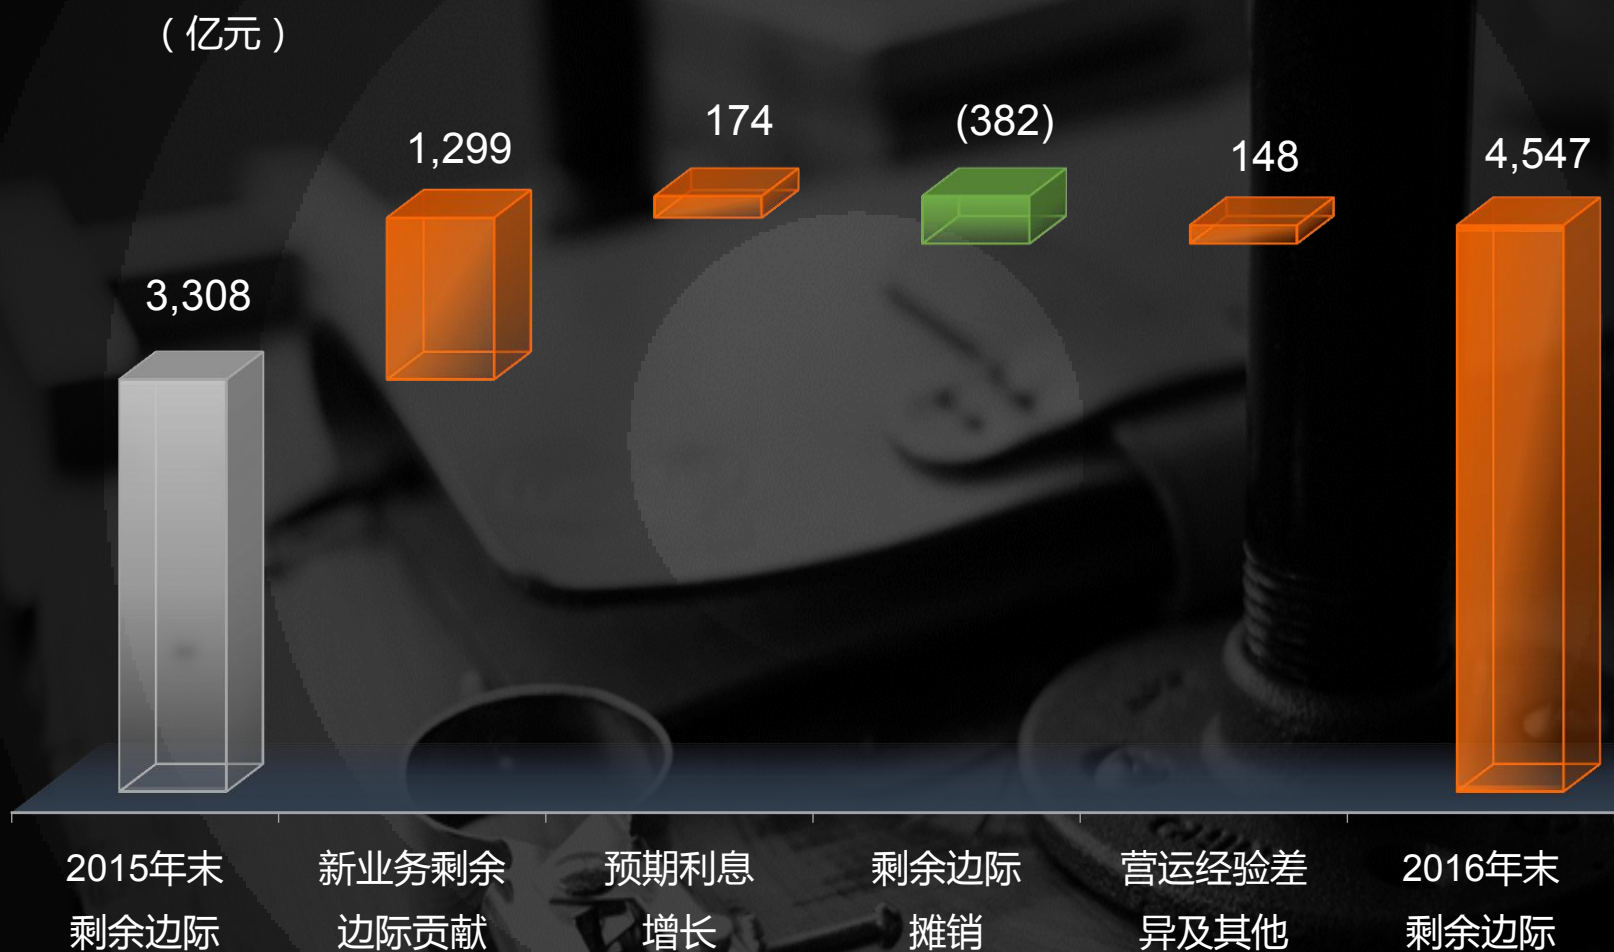 （亿元）
174
(382)
1,299
148
4,547
3,308
2015年末
剩余边际
新业务剩余
边际贡献
预期利息
增长
剩余边际
摊销
营运经验差
异及其他
2016年末
剩余边际